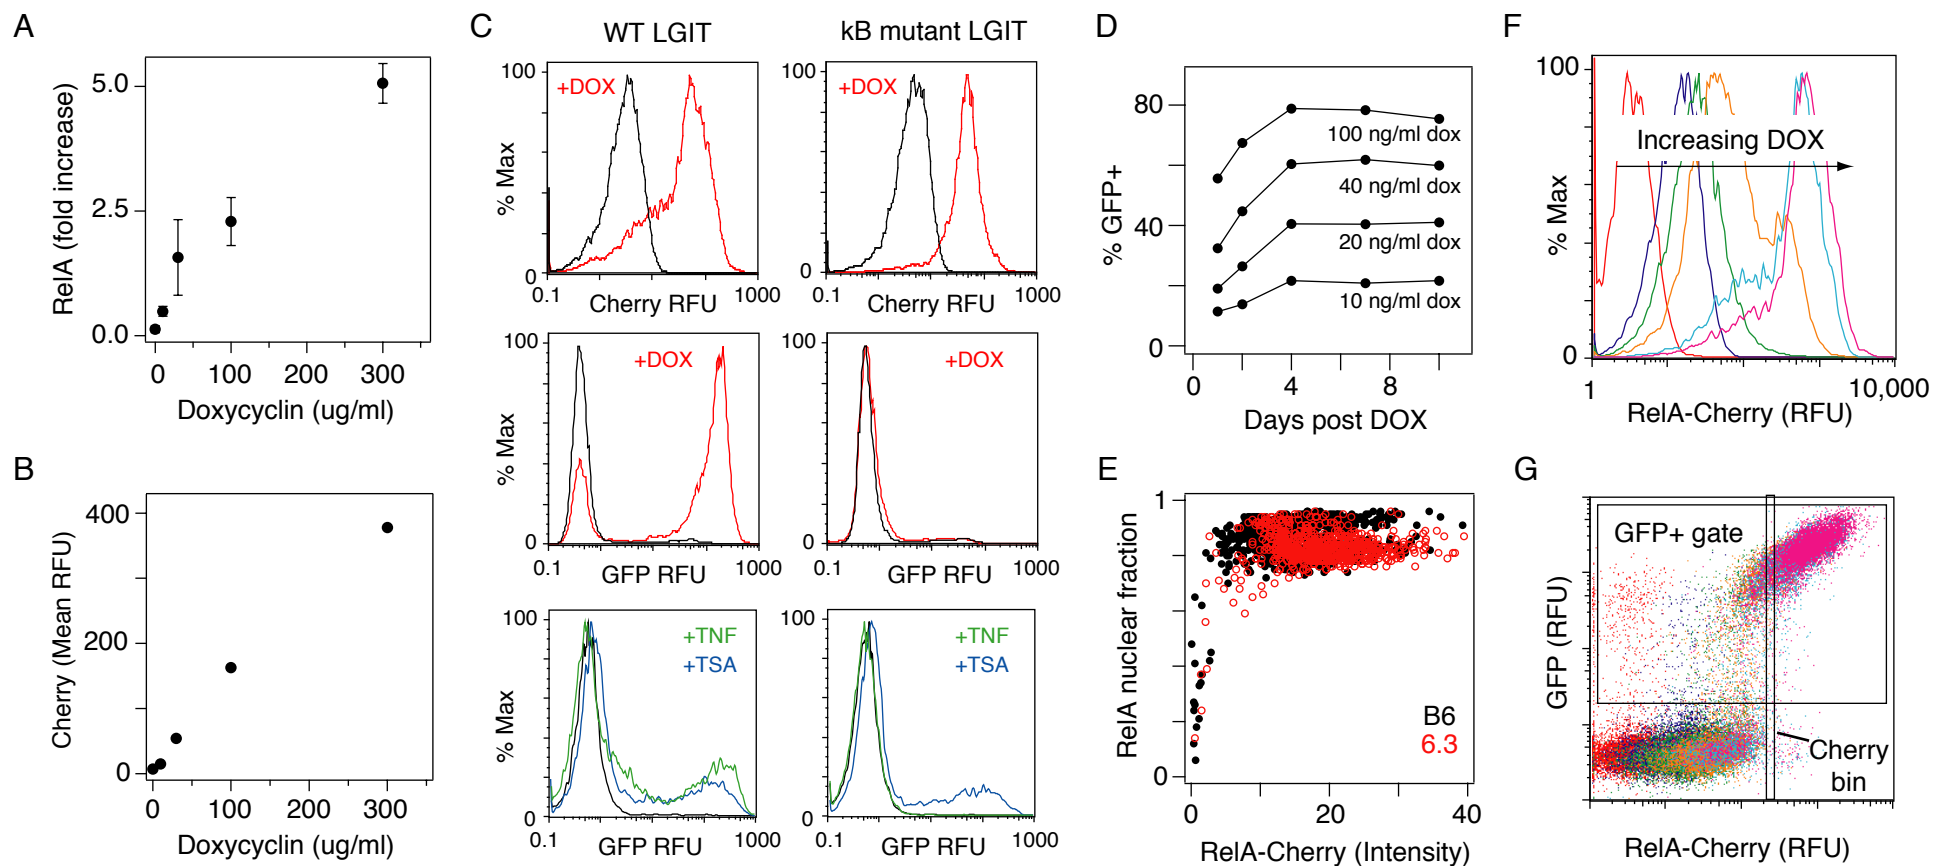 A
5.0
2.5
0.0
RelA (fold increase)
0
100
200
300
Doxycyclin (ug/ml)
B
400
200
0
Cherry (Mean RFU)
0
100
200
300
Doxycyclin (ug/ml)
C
WT LGIT
kB mutant LGIT
100
+DOX
% Max
0
0.1
Cherry RFU
1000
100
+DOX
0
0.1
Cherry RFU
1000
100
+DOX
% Max
0
0.1
GFP RFU
1000
100
+DOX
0
0.1
GFP RFU
1000
100
+TNF
+TSA
% Max
0
0.1
GFP RFU
1000
100
+TNF
+TSA
0
0.1
GFP RFU
1000
D
80
40
0
% GFP+
100 ng/ml dox
40 ng/ml dox
20 ng/ml dox
10 ng/ml dox
0
4
8
Days post DOX
E
1
0
RelA nuclear fraction
B6
6.3
0
20
40
RelA-Cherry (Intensity)
F
100
Increasing DOX
% Max
0
1
10,000
RelA-Cherry (RFU)
G
GFP+ gate
GFP (RFU)
Cherry
bin
RelA-Cherry (RFU)